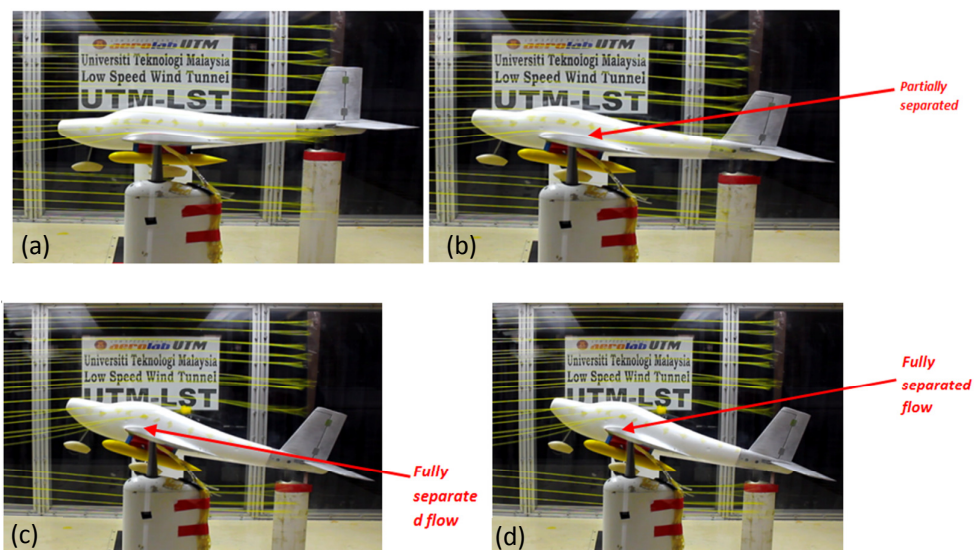 aerolab UTM
Universiti Teknologi Malaysia
Low Speed Wind Tunnel
UTM-LST
(a)
aerolab UTM
Universiti Teknologi Malaysia
Low Speed Wind Tunnel
UTM-LST
(b)
Partially
separated
aerolab UTM
Universiti Teknologi Malaysia
Low Speed Wind Tunnel
UTM-LST
(c)
Fully
separate
d flow
aerolab UTM
Universiti Teknologi Malaysia
Low Speed Wind Tunnel
UTM-LST
(d)
Fully
separated
flow